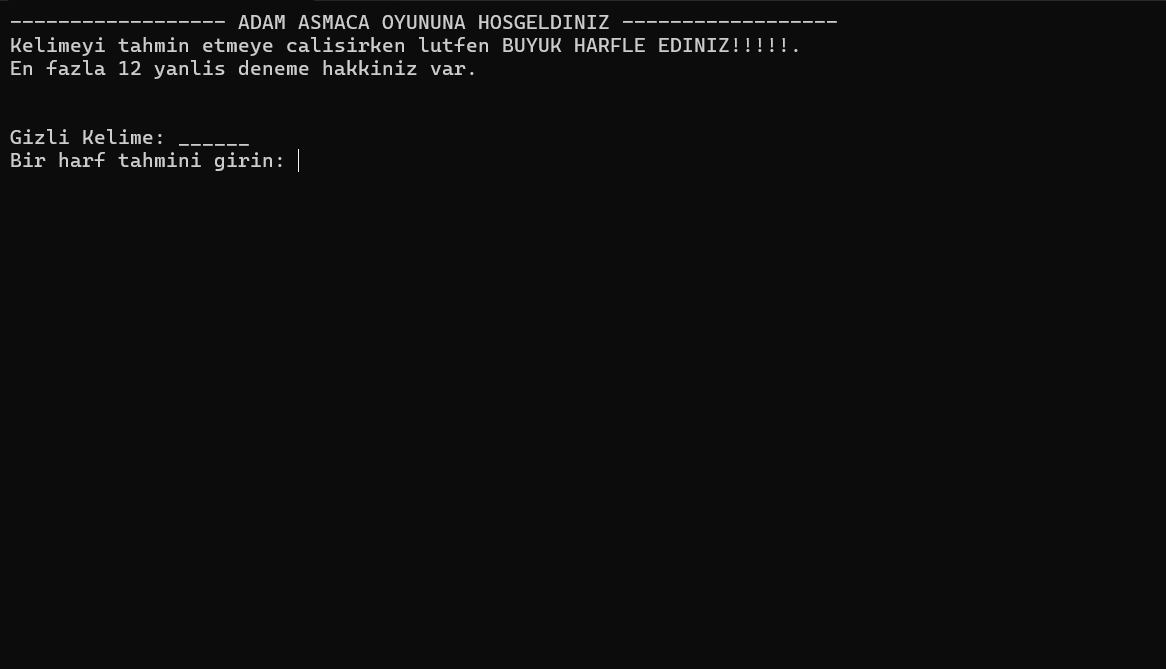 ------------------ ADAM ASMACA OYUNUNA HOSGELDINIZ ------------------
Kelimeyi tahmin etmeye calisirken lutfen BUYUK HARFLE EDINIZ!!!!!.
En fazla 12 yanlis deneme hakkiniz var.
Gizli Kelime: ______
Bir harf tahmini girin: